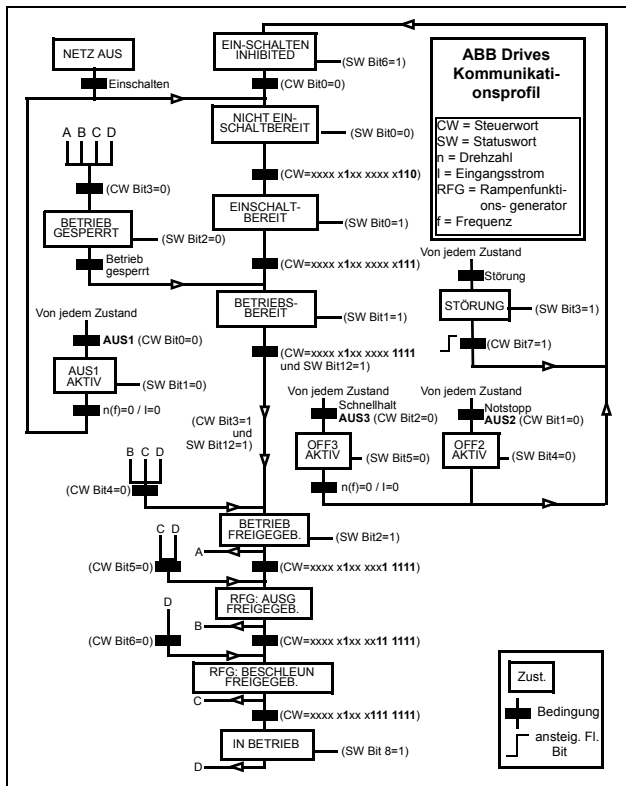 NETZ AUS
Einschalten
EIN-SCHALTEN
INHIBITED
(SW Bit6=1)
(CW Bit0=0)
NICHT EIN-
SCHALTBEREIT
(SW Bit0=0)
(CW=xxxx x1xx xxxx x110)
EINSCHALT-
BEREIT
(SW Bit0=1)
(CW=xxxx x1xx xxxx x111)
BETRIEBS-
BEREIT
(SW Bit1=1)
(CW=xxxx x1xx xxxx 1111
und SW Bit12=1)
A B C D
(CW Bit3=0)
BETRIEB
GESPERRT
(SW Bit2=0)
Betrieb
gesperrt
Von jedem Zustand
AUS1 (CW Bit0=0)
AUS1
AKTIV
(SW Bit1=0)
n(f)=0 / I=0
ABB Drives
Kommunikati-
onsprofil
CW = Steuerwort
SW = Statuswort
n = Drehzahl
I = Eingangsstrom
RFG = Rampenfunkti-
ons- generator
f = Frequenz
Von jedem Zustand
Störung
STÖRUNG
(SW Bit3=1)
(CW Bit7=1)
Von jedem Zustand
Schnellhalt
AUS3 (CW Bit2=0)
OFF3
AKTIV
(SW Bit5=0)
n(f)=0 / I=0
Von jedem Zustand
Notstopp
AUS2 (CW Bit1=0)
OFF2
AKTIV
(SW Bit4=0)
(CW Bit3=1
und
SW Bit12=1)
B C D
(CW Bit4=0)
BETRIEB
FREIGEGEB.
(SW Bit2=1)
A
C D
(CW Bit5=0)
(CW=xxxx x1xx xxx1 1111)
RFG: AUSG
FREIGEGEB.
B
D
(CW Bit6=0)
(CW=xxxx x1xx xx11 1111)
RFG: BESCHLEUN
FREIGEGEB.
C
(CW=xxxx x1xx x111 1111)
IN BETRIEB
(SW Bit 8=1)
D
Zust.
Bedingung
ansteig. Fl.
Bit